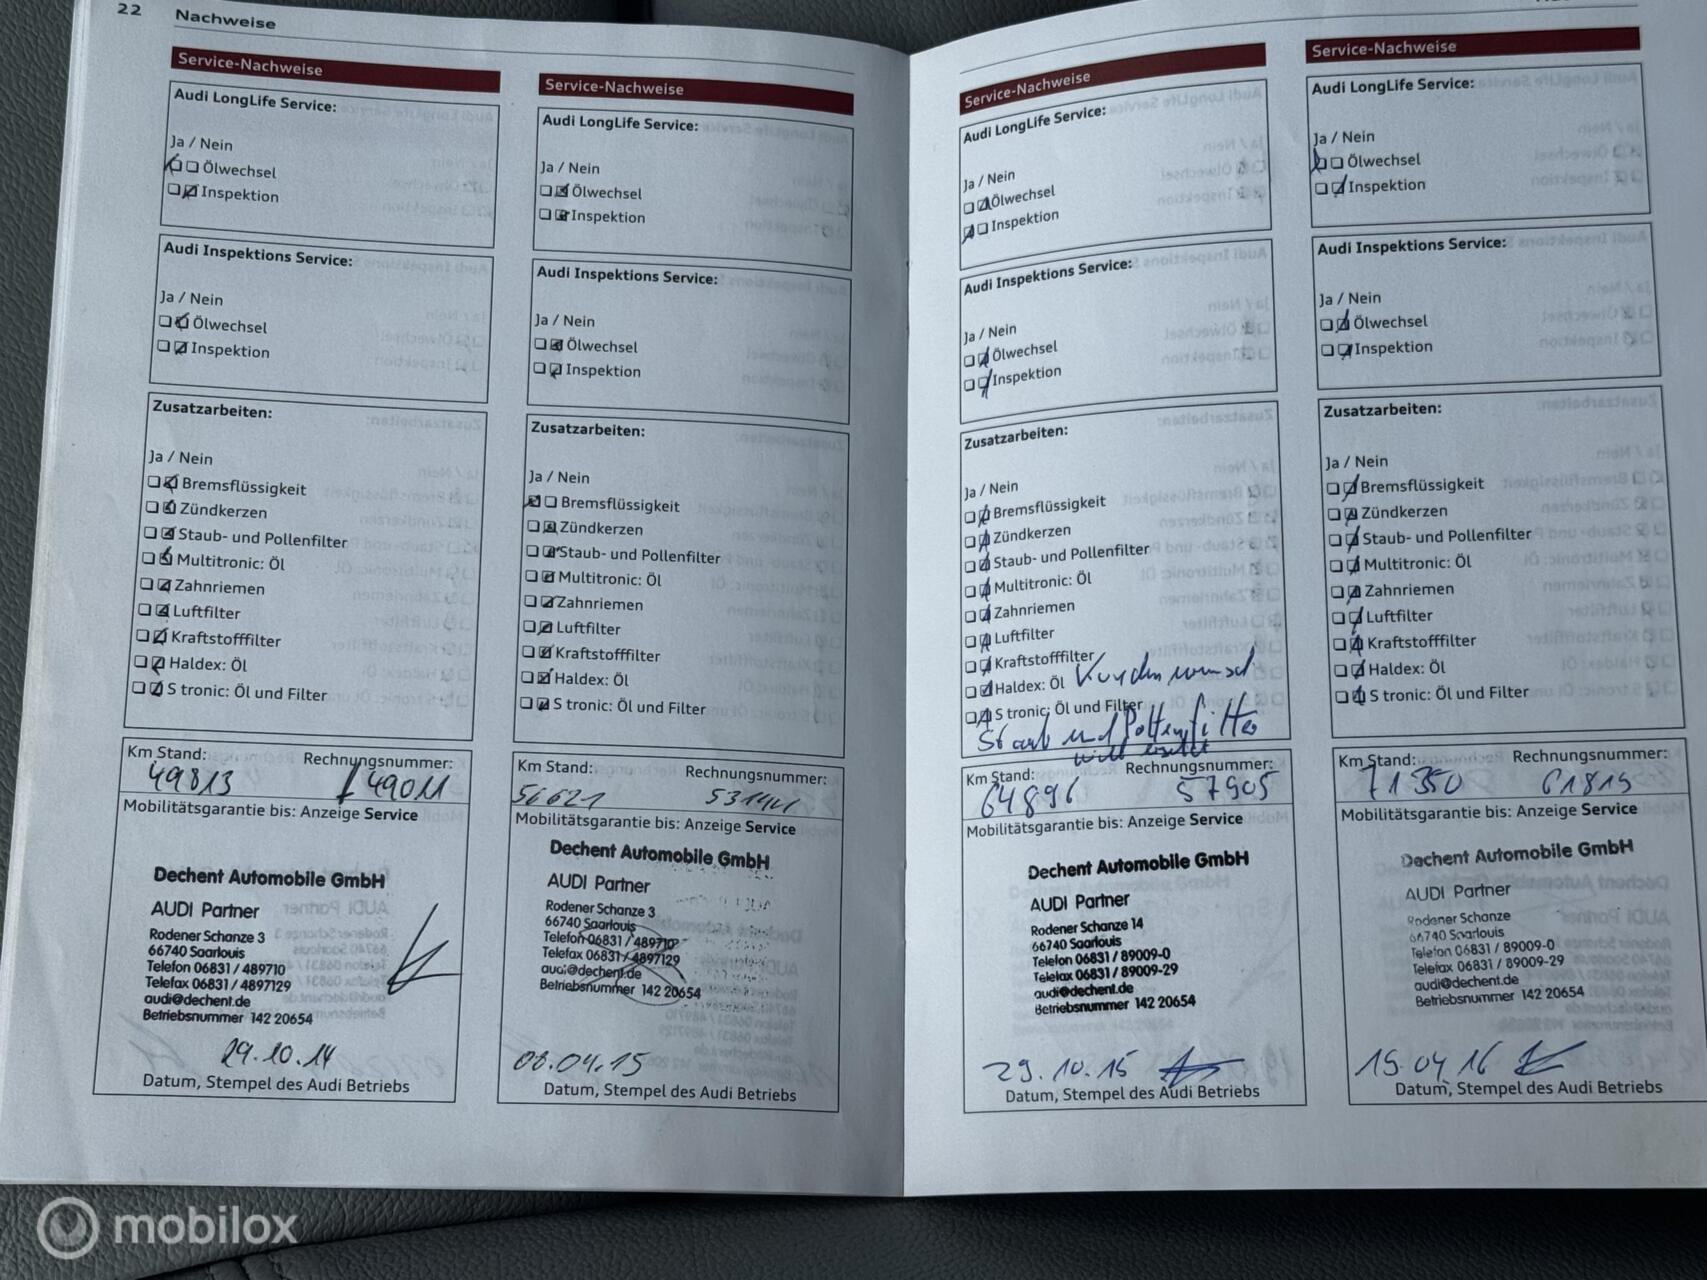 22 Nachweise
Service-Nachweise
Audi LongLife Service:
Ja / Nein
Ölwechsel
Inspektion
Audi Inspektions Service:
Ja / Nein
Ölwechsel
Inspektion
Zusatzarbeiten:
Ja / Nein
Bremsflüssigkeit
Zündkerzen
Staub- und Pollenfilter
Multitronic: Öl
Zahnriemen
Luftfilter
Kraftstofffilter
Haldex: Öl
S tronic: Öl und Filter
Km Stand: Rechnungsnummer:
49813 149011
Mobilitätsgarantie bis: Anzeige Service
Dechent Automobile GmbH
AUDI Partner
Rodener Schanze 3
66740 Saarlouis
Telefon 06831 / 489710
Telefax 06831 / 4897129
audi@dechent.de
Betriebsnummer 142 20654
29.10.14
Datum, Stempel des Audi Betriebs
Service-Nachweise
Audi LongLife Service:
Ja / Nein
Ölwechsel
Inspektion
Audi Inspektions Service:
Ja / Nein
Ölwechsel
Inspektion
Zusatzarbeiten:
Ja / Nein
Bremsflüssigkeit
Zündkerzen
Staub- und Pollenfilter
Multitronic: Öl
Zahnriemen
Luftfilter
Kraftstofffilter
Haldex: Öl
S tronic: Öl und Filter
Km Stand: Rechnungsnummer:
56621
Mobilitätsgarantie bis: Anzeige Service
Dechent Automobile GmbH
AUDI Partner
Rodener Schanze 3
66740 Saarlouis
Telefon 06831 / 489710
Telefax 06831 / 4897129
audi@dechent.de
Betriebsnummer 142 20654
08.04.15
Datum, Stempel des Audi Betriebs
Service-Nachweise
Audi LongLife Service:
Ja / Nein
Ölwechsel
Inspektion
Audi Inspektions Service:
Ja / Nein
Ölwechsel
Inspektion
Zusatzarbeiten:
Ja / Nein
Bremsflüssigkeit
Zündkerzen
Staub- und Pollenfilter
Multitronic: Öl
Zahnriemen
Luftfilter
Kraftstofffilter
Haldex: Öl Kundenwunsch
S tronic: Öl und Filter
Staub und Pollenfilter
Km Stand: Rechnungsnummer:
64896 57905
Mobilitätsgarantie bis: Anzeige Service
Dechent Automobile GmbH
AUDI Partner
Rodener Schanze 14
66740 Saarlouis
Telefon 06831 / 89009-0
Telefax 06831 / 89009-29
audi@dechent.de
Betriebsnummer 142 20654
29.10.15
Datum, Stempel des Audi Betriebs
Service-Nachweise
Audi LongLife Service:
Ja / Nein
Ölwechsel
Inspektion
Audi Inspektions Service:
Ja / Nein
Ölwechsel
Inspektion
Zusatzarbeiten:
Ja / Nein
Bremsflüssigkeit
Zündkerzen
Staub- und Pollenfilter
Multitronic: Öl
Zahnriemen
Luftfilter
Kraftstofffilter
Haldex: Öl
S tronic: Öl und Filter
Km Stand: Rechnungsnummer:
71350 61819
Mobilitätsgarantie bis: Anzeige Service
Dechent Automobile GmbH
AUDI Partner
Rodener Schanze
66740 Saarlouis
Telefon 06831 / 89009-0
Telefax 06831 / 89009-29
audi@dechent.de
Betriebsnummer 142 20654
19.04.16
Datum, Stempel des Audi Betriebs
mobilox